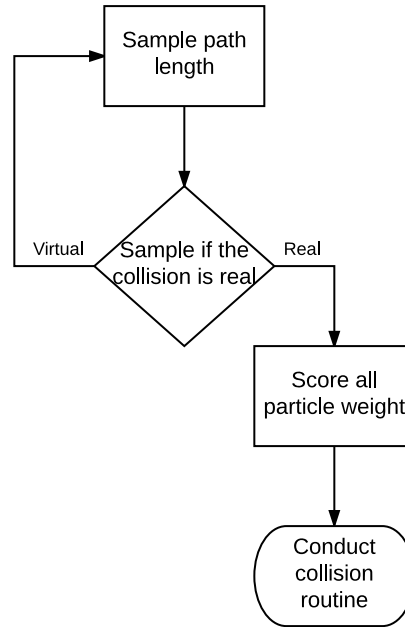 Sample path
length
Virtual
Sample if the
collision is real
Real
Score all
particle weight
Conduct
collision
routine